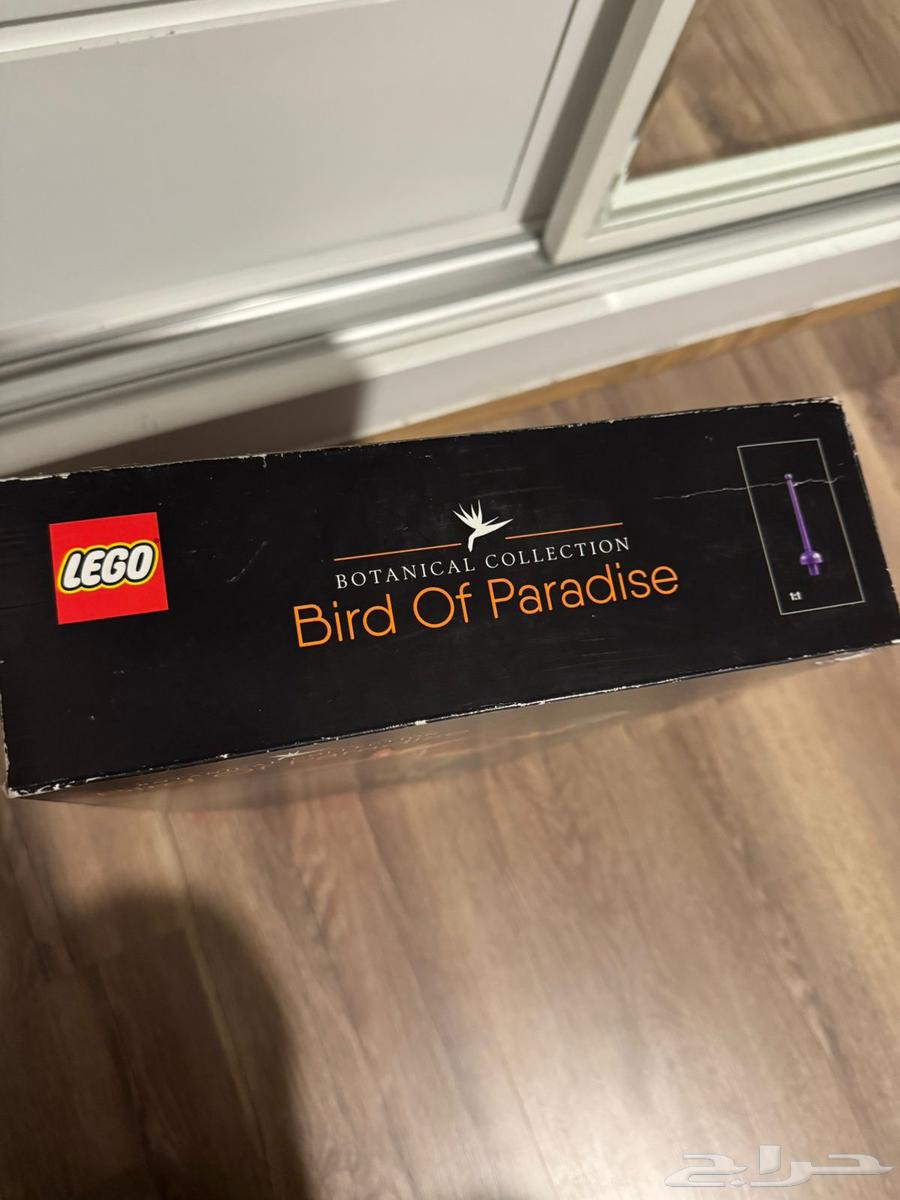 LEGO
BOTANICAL COLLECTION
Bird Of Paradise
1:1
حراج